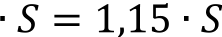 · S = 1,15 · S